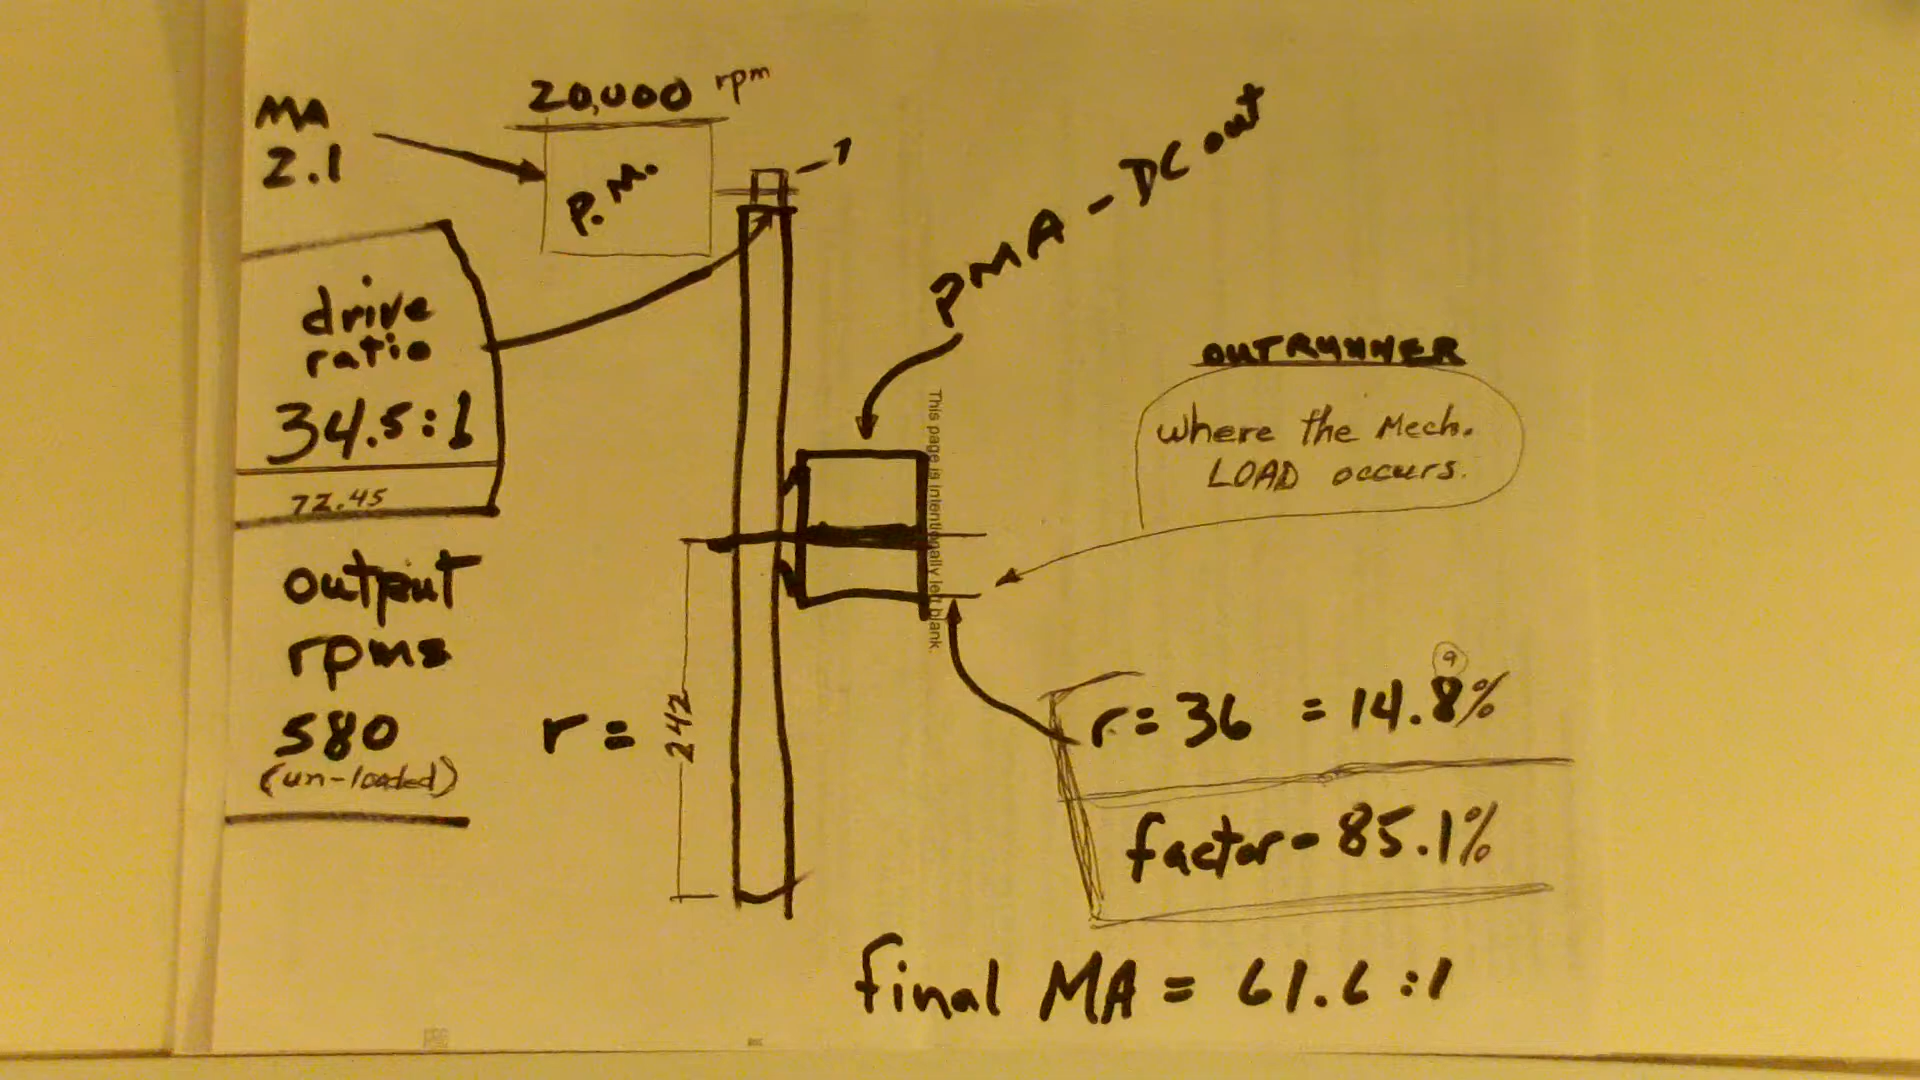 MA
2.1
20,000 rpm
P.M.
1
PMA - DC out
drive
ratio
34.5:1
72.45
output
rpms
580
(un-loaded)
r =
242
This page is intentionally left blank.
OUTRUNNER
where the Mech.
LOAD occurs.
9
r = 36 = 14.8%
factor - 85.1%
final MA = 61.6 :1